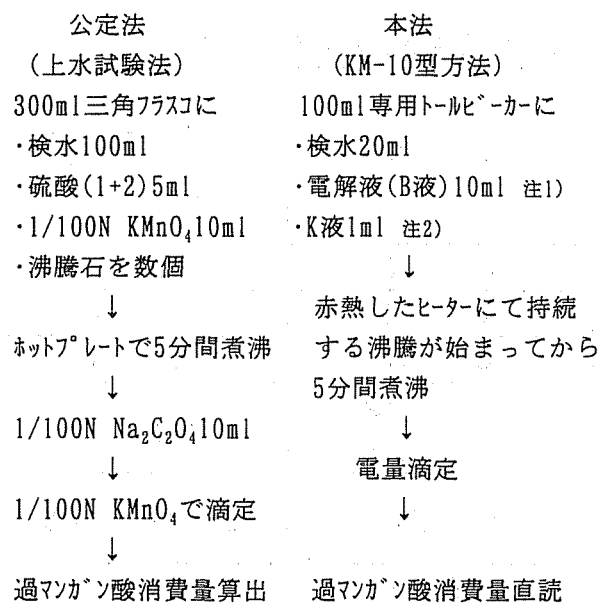 公定法
(上水試験法)
300ml三角フラスコに
・検水100ml
・硫酸(1+2)5ml
・1/100N KMnO₄10ml
・沸騰石を数個
↓
ホットプレートで5分間煮沸
↓
1/100N Na₂C₂O₄10ml
↓
1/100N KMnO₄で滴定
↓
過マンガン酸消費量算出
本法
(KM-10型方法)
100ml専用トールビーカーに
・検水20ml
・電解液(B液)10ml 注1)
・K液1ml 注2)
↓
赤熱したヒーターにて持続
する沸騰が始まってから
5分間煮沸
↓
電量滴定
↓
過マンガン酸消費量直読